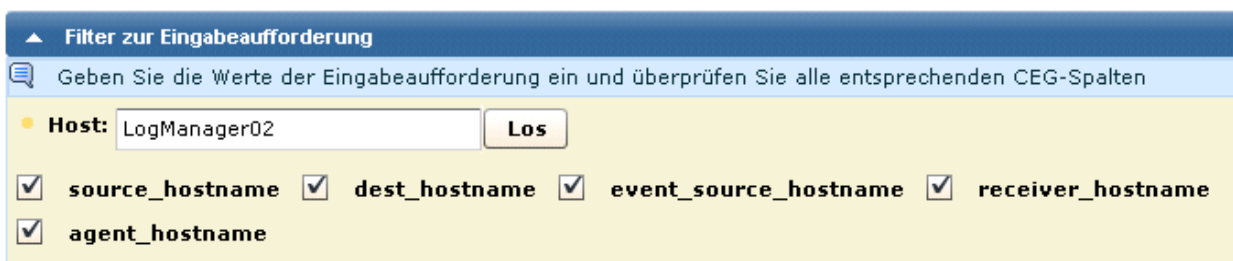 Filter zur Eingabeaufforderung
Geben Sie die Werte der Eingabeaufforderung ein und überprüfen Sie alle entsprechenden CEG-Spalten
Host: LogManager02 Los
source_hostname dest_hostname event_source_hostname receiver_hostname
agent_hostname